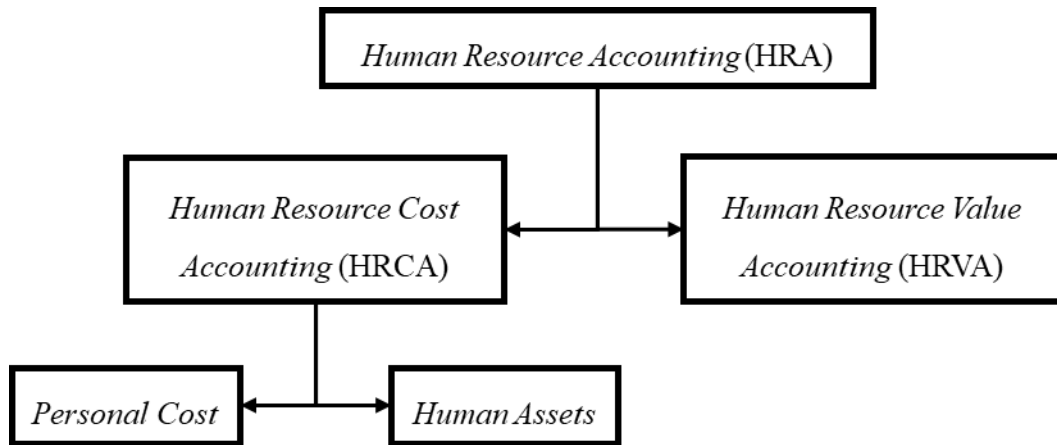 Human Resource Accounting (HRA)
Human Resource Cost
Accounting (HRCA)
Human Resource Value
Accounting (HRVA)
Personal Cost
Human Assets